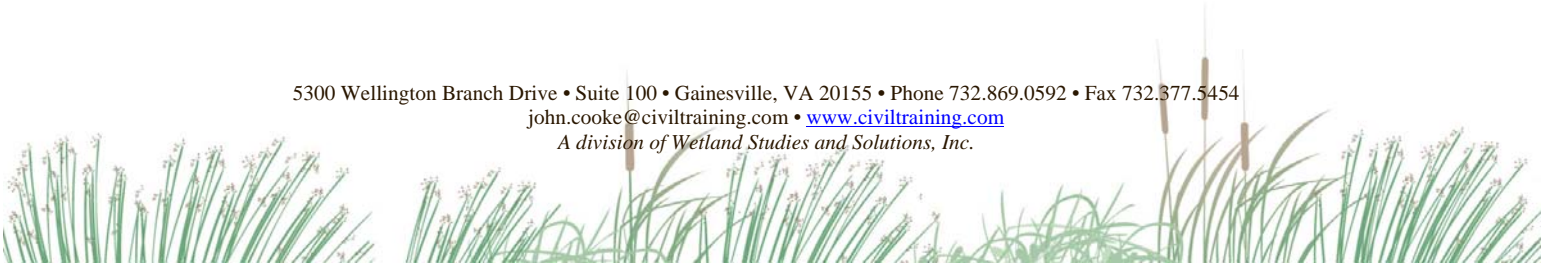 5300 Wellington Branch Drive • Suite 100 • Gainesville, VA 20155 • Phone 732.869.0592 • Fax 732.377.5454
john.cooke@civiltraining.com • www.civiltraining.com
A division of Wetland Studies and Solutions, Inc.